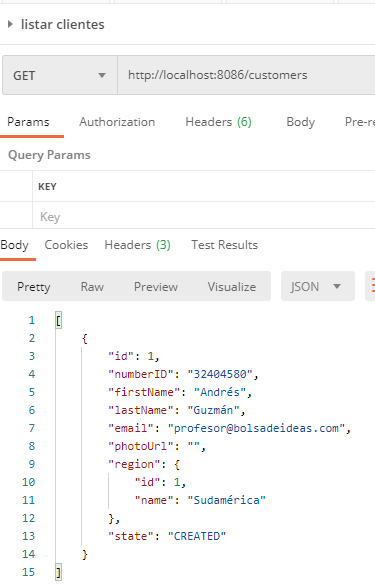 listar clientes
GET http://localhost:8086/customers
Params Authorization Headers (6) Body Pre-re
Query Params
KEY
Key
Body Cookies Headers (3) Test Results
Pretty Raw Preview Visualize JSON
1 [
2 {
3 "id": 1,
4 "numberID": "32404580",
5 "firstName": "Andrés",
6 "lastName": "Guzmán",
7 "email": "profesor@bolsadeideas.com",
8 "photoUrl": "",
9 "region": {
10 "id": 1,
11 "name": "Sudamérica"
12 },
13 "state": "CREATED"
14 }
15 ]